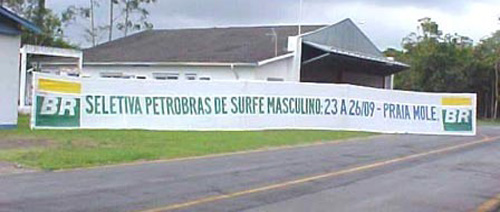 BR SELETIVA PETROBRAS DE SURFE MASCULINO: 23 A 26/09 - PRAIA MOLE. BR